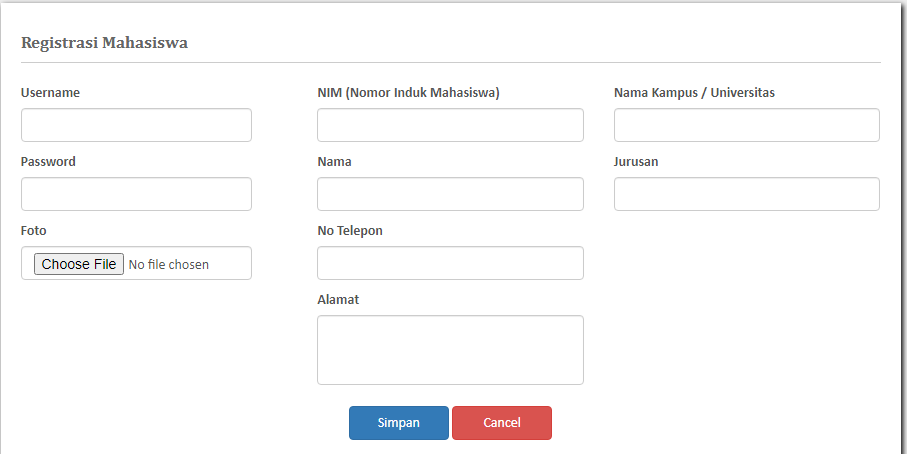 Registrasi Mahasiswa
Username
NIM (Nomor Induk Mahasiswa)
Nama Kampus / Universitas
Password
Nama
Jurusan
Foto
No Telepon
Choose File No file chosen
Alamat
Simpan
Cancel